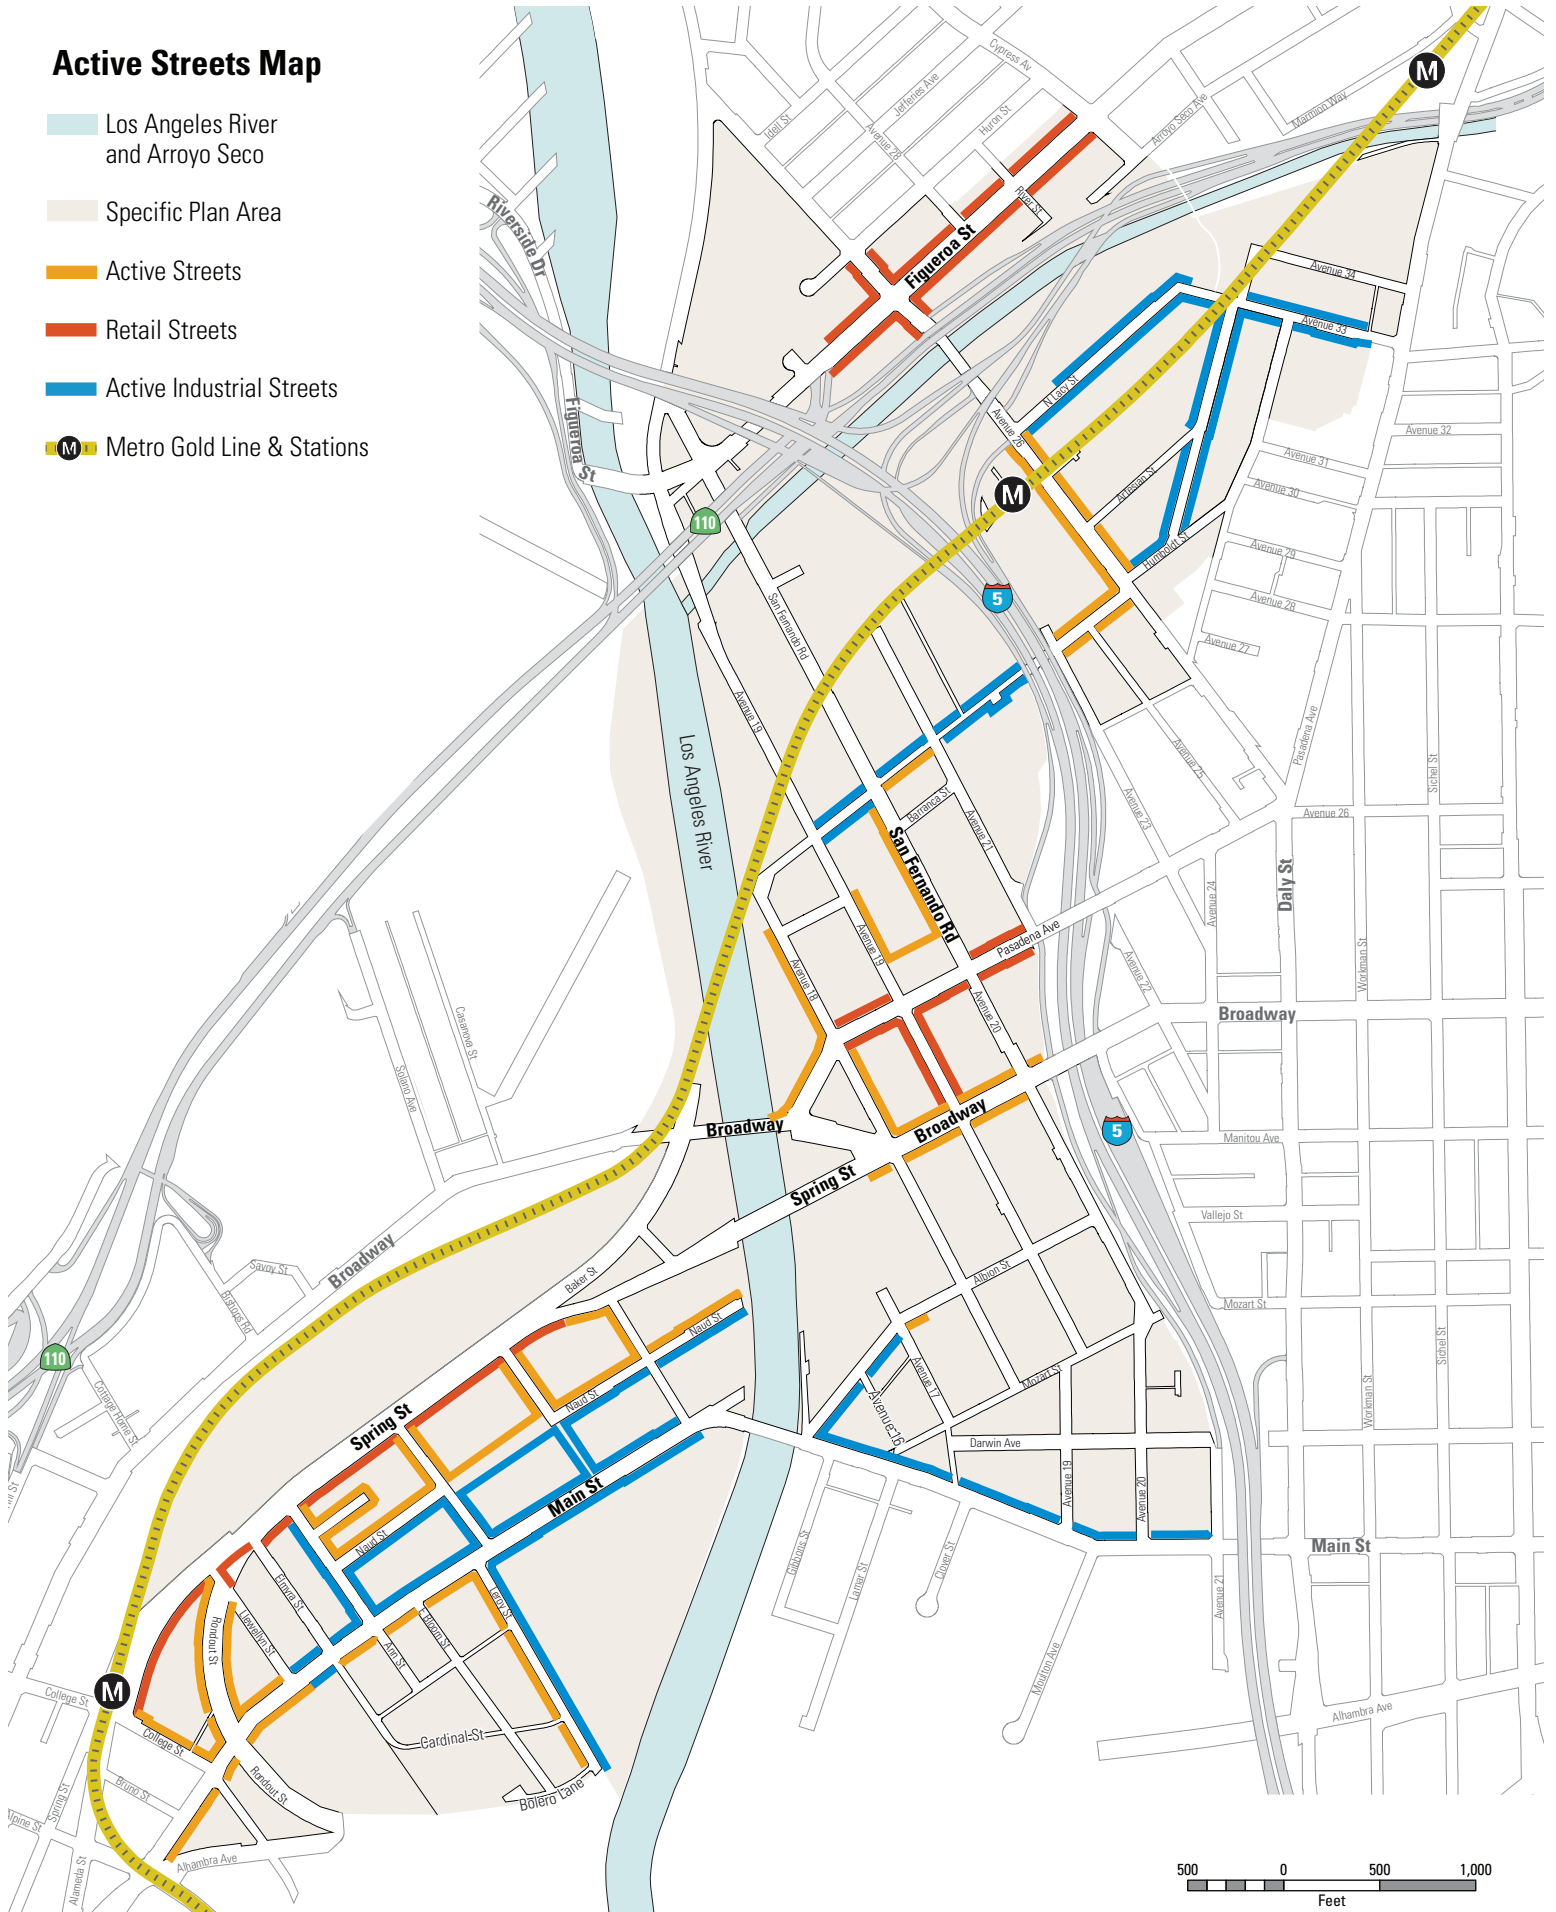 Active Streets Map
Los Angeles River
and Arroyo Seco
Specific Plan Area
Active Streets
Retail Streets
Active Industrial Streets
M
Metro Gold Line & Stations
Cypress Av
Jefferies Ave
Idell St
Avenue 28
Huron St
Arroyo Seco Ave
Marmion Way
M
Riverside Dr
River St
Figueroa St
Avenue 34
Avenue 33
N Lacy St
Figueroa St
Avenue 26
Avenue 32
Avenue 31
Artesian St
Avenue 30
M
110
Humboldt St
Avenue 29
5
Avenue 28
San Fernando Rd
Avenue 27
Avenue 19
Pasadena Ave
Los Angeles River
Avenue 25
Sichel St
Barranca St
Avenue 23
Avenue 26
Avenue 21
San Fernando Rd
Avenue 24
Daly St
Avenue 19
Pasadena Ave
Avenue 18
Avenue 22
Workman St
Avenue 20
Broadway
Casanova St
Solano Ave
Broadway
Broadway
5
Manitou Ave
Spring St
Vallejo St
Broadway
Savoy St
Bishops Rd
Baker St
Albion St
Mozart St
Naud St
110
Cottage Home St
Avenue 17
Mozart St
Sichel St
Naud St
Avenue 16
Workman St
Spring St
Darwin Ave
Avenue 19
Avenue 20
Main St
Naud St
Gibbons St
Lamar St
Clover St
Main St
Elmyra St
Llewellyn St
Rondout St
Leroy St
E Bloom St
Ann St
Avenue 21
Moulton Ave
M
College St
College St
Cardinal St
Alhambra Ave
Rondout St
Bruno St
Bolero Lane
Spring St
Alpine St
Alhambra Ave
Alameda St
500 0 500 1,000
Feet